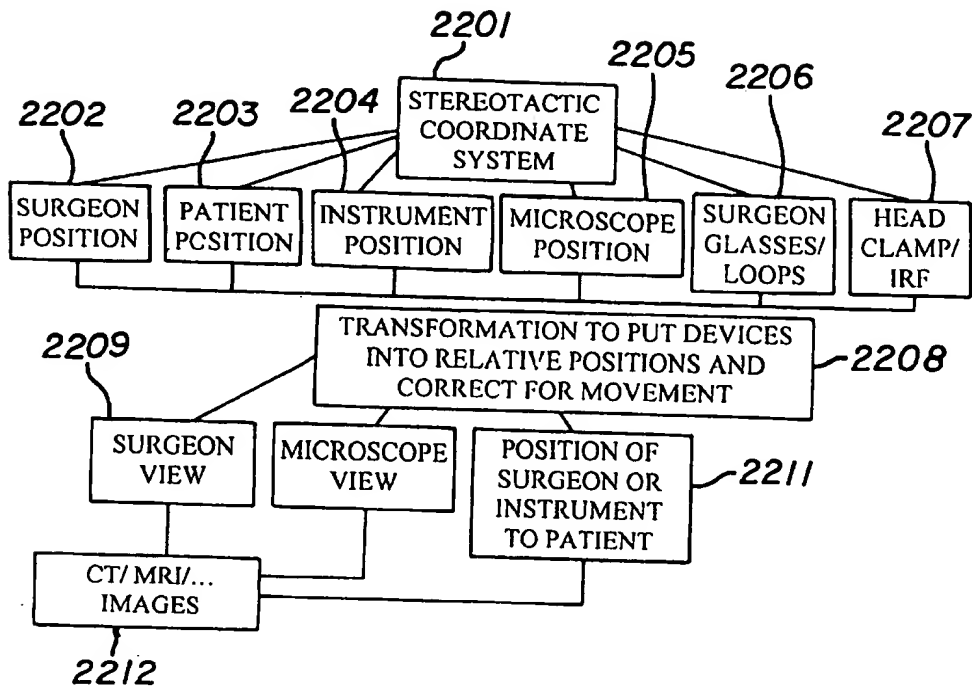 2201
2205
2206
2204
2202
2203
2207
STEREOTACTIC
COORDINATE
SYSTEM
SURGEON
POSITION
PATIENT
POSITION
INSTRUMENT
POSITION
MICROSCOPE
POSITION
SURGEON
GLASSES/
LOOPS
HEAD
CLAMP/
IRF
TRANSFORMATION TO PUT DEVICES
INTO RELATIVE POSITIONS AND
CORRECT FOR MOVEMENT
2208
2209
SURGEON
VIEW
MICROSCOPE
VIEW
POSITION OF
SURGEON OR
INSTRUMENT
TO PATIENT
2211
CT/ MRI/...
IMAGES
2212